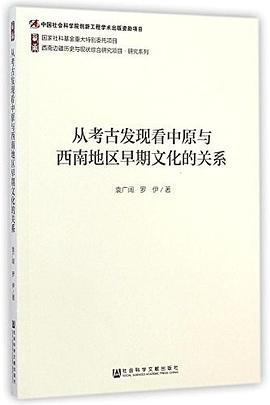 中国社会科学院创新工程学术出版资助项目
国家社科基金重大特别委托项目
西南边疆历史与现状综合研究项目·研究系列
从考古发现看中原与
西南地区早期文化的关系
袁广阔 罗伊/著
社会科学文献出版社
从考古发现看中原与西南地区早期文化的关系